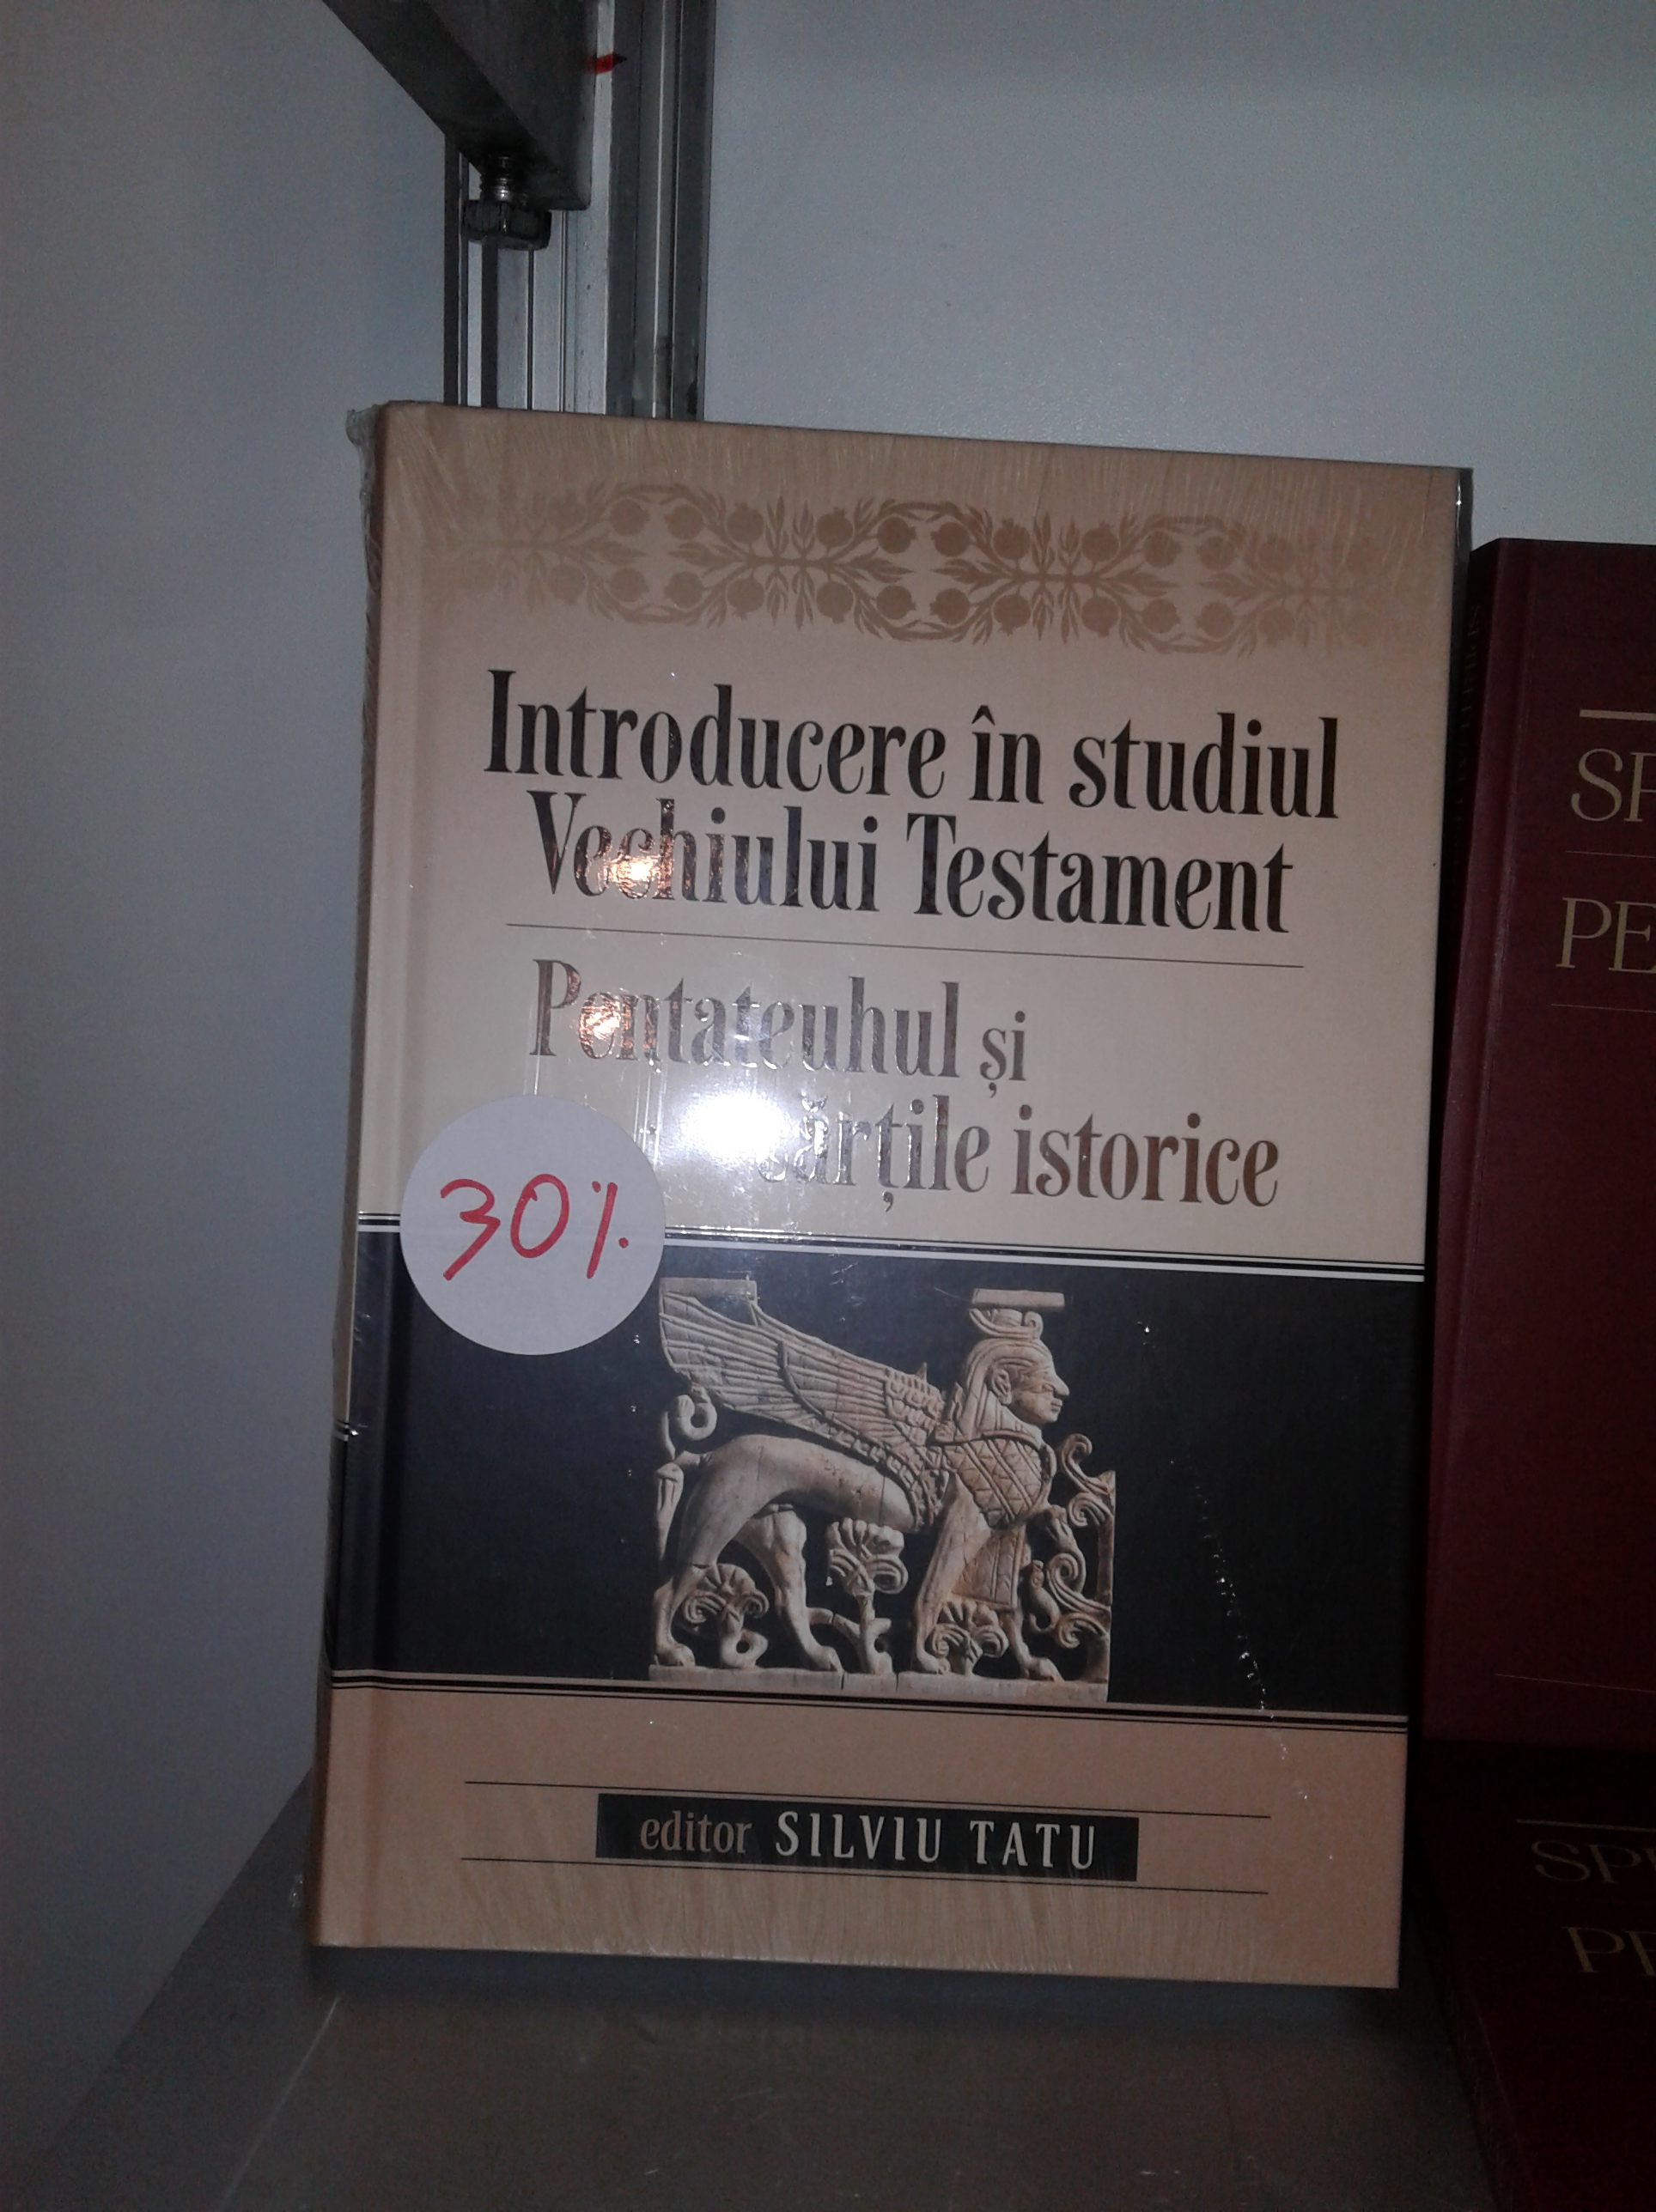 Introducere în studiul
Vechiului Testament
Pentateuhul și
cărțile istorice
30%
editor SILVIU TATU